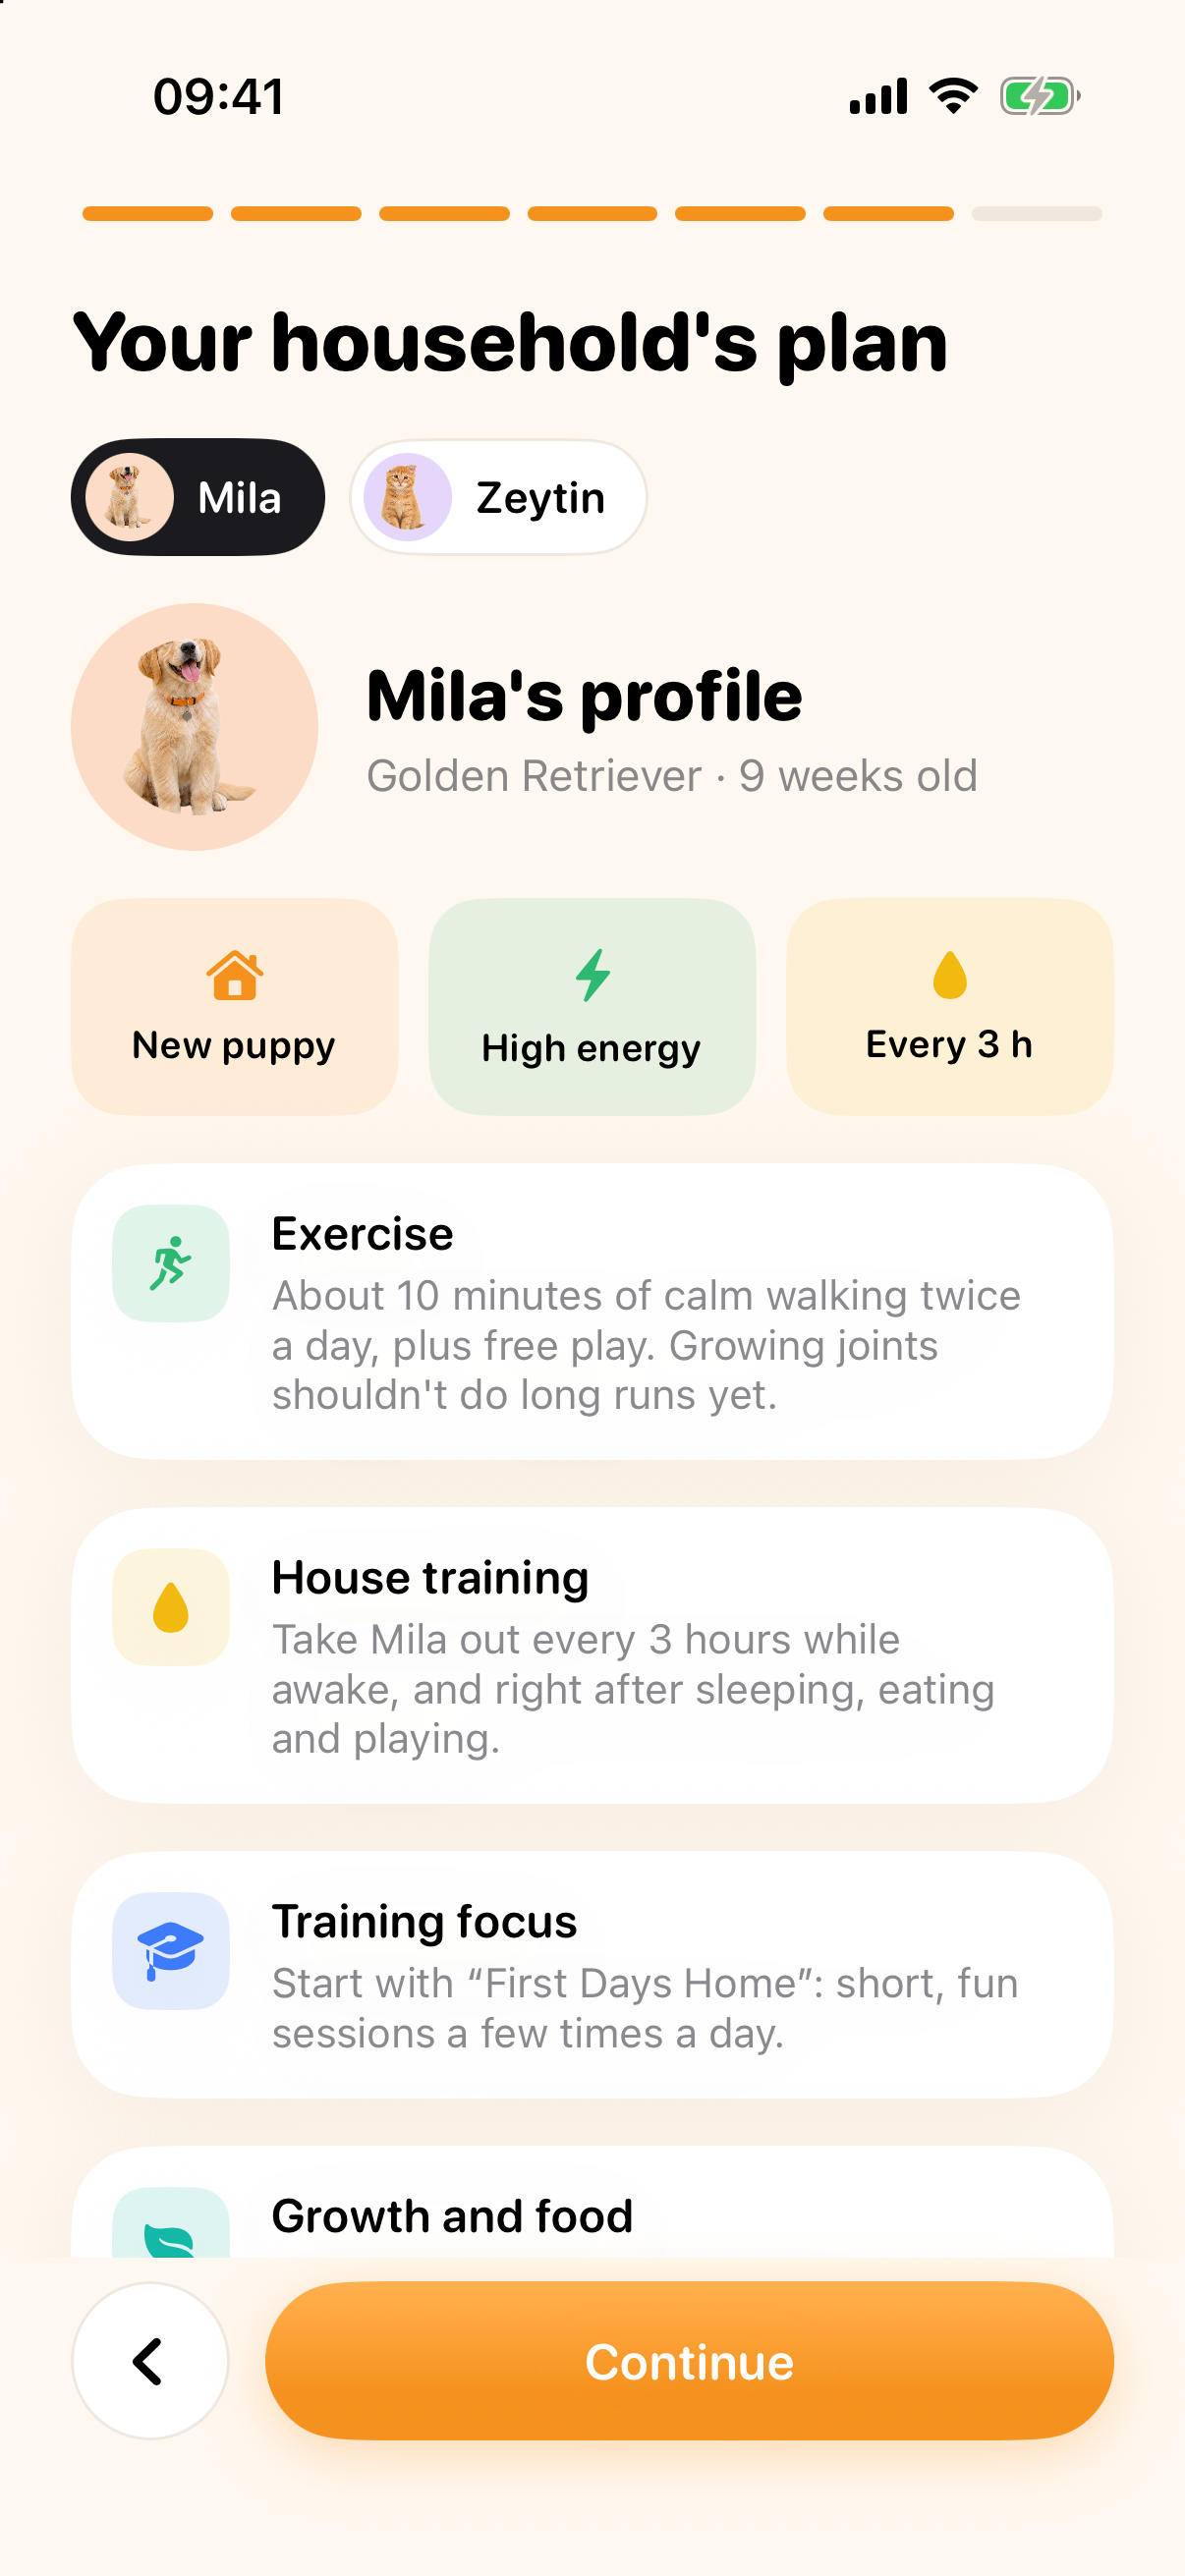 09:41
Your household's plan
Mila
Zeytin
Mila's profile
Golden Retriever · 9 weeks old
New puppy
High energy
Every 3 h
Exercise
About 10 minutes of calm walking twice
a day, plus free play. Growing joints
shouldn't do long runs yet.
House training
Take Mila out every 3 hours while
awake, and right after sleeping, eating
and playing.
Training focus
Start with “First Days Home”: short, fun
sessions a few times a day.
Growth and food
Continue